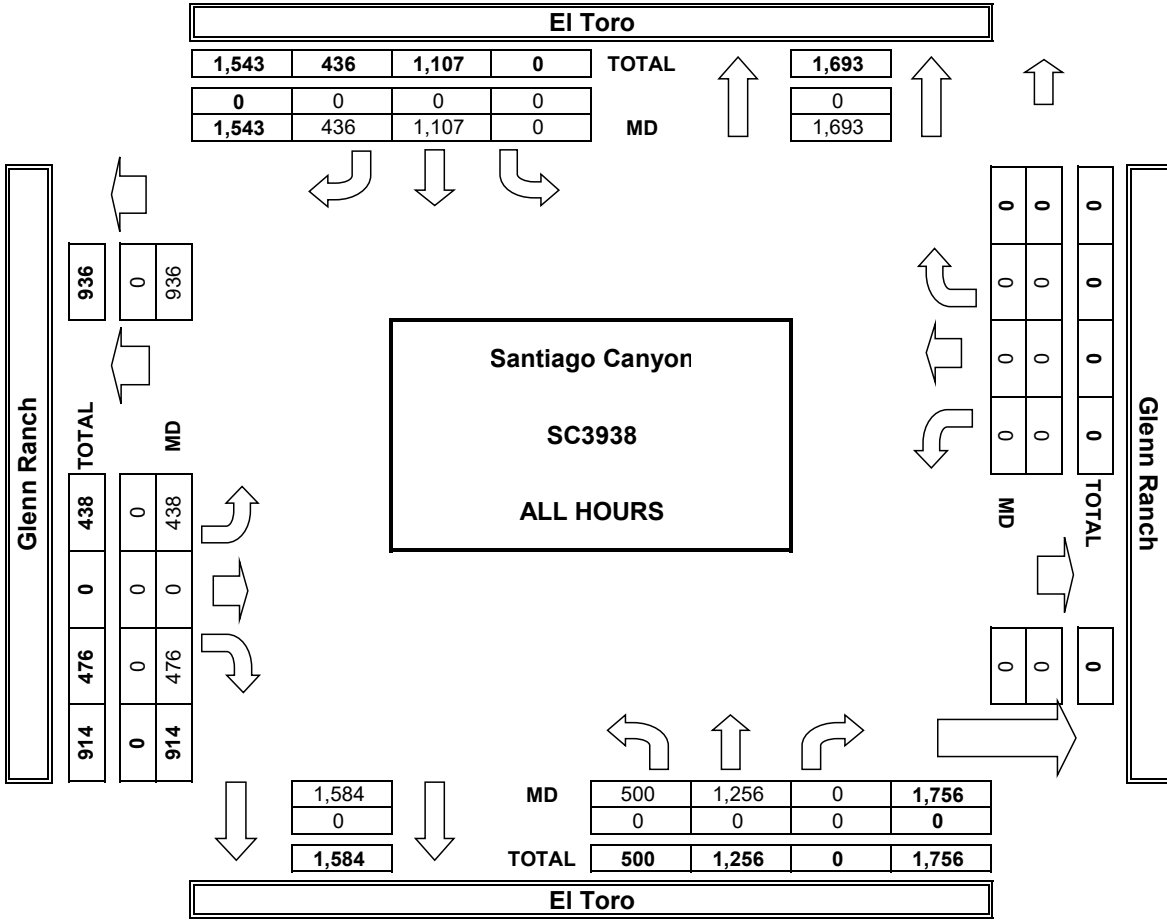 El Toro
1,543 436 1,107 0 TOTAL 1,693
0 0 0 0 0
1,543 436 1,107 0 MD 1,693
Glenn Ranch
936 0 936
TOTAL MD
438 0 438
0 0 0
476 0 476
914 0 914
Santiago Canyon
SC3938
ALL HOURS
0 0 0
0 0 0
0 0 0
0 0 0
MD TOTAL
0 0 0
Glenn Ranch
1,584 MD 500 1,256 0 1,756
0 0 0 0 0
1,584 TOTAL 500 1,256 0 1,756
El Toro